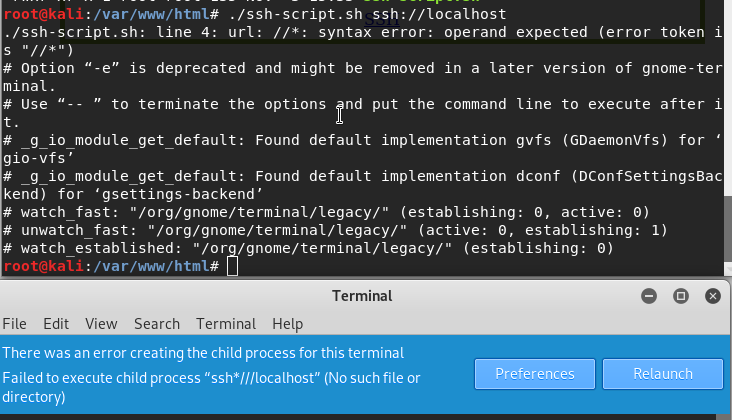 root@kali:/var/www/html# ./ssh-script.sh ssh://localhost
./ssh-script.sh: line 4: url: //*: syntax error: operand expected (error token i
s "//*")
# Option “-e” is deprecated and might be removed in a later version of gnome-ter
minal.
# Use “-- ” to terminate the options and put the command line to execute after i
t.
# _g_io_module_get_default: Found default implementation gvfs (GDaemonVfs) for ‘
gio-vfs’
# _g_io_module_get_default: Found default implementation dconf (DConfSettingsBac
kend) for ‘gsettings-backend’
# watch_fast: "/org/gnome/terminal/legacy/" (establishing: 0, active: 0)
# unwatch_fast: "/org/gnome/terminal/legacy/" (active: 0, establishing: 1)
# watch_established: "/org/gnome/terminal/legacy/" (establishing: 0)
root@kali:/var/www/html#
Terminal
File Edit View Search Terminal Help
There was an error creating the child process for this terminal
Failed to execute child process “ssh*///localhost” (No such file or
directory)
Preferences Relaunch